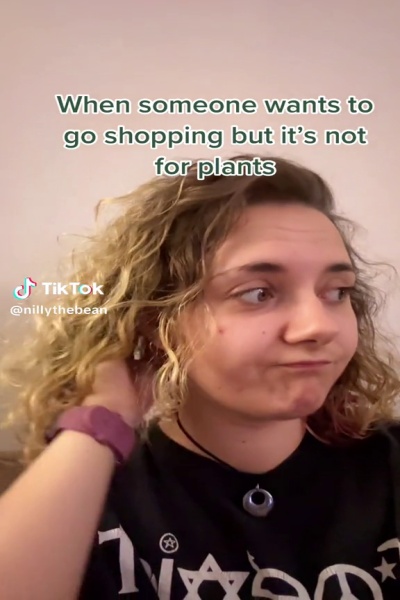 When someone wants to
go shopping but it's not
for plants
TikTok
@nillythebean